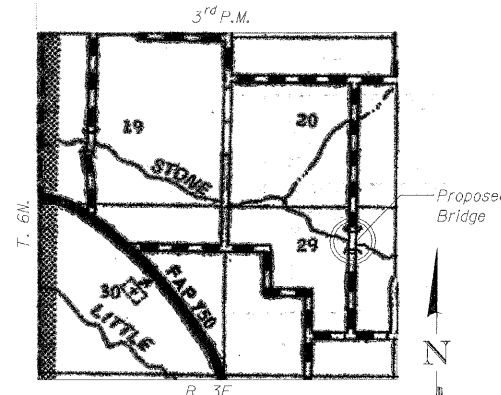 3rd P.M.
19
20
STONE
T. 6N.
Proposed
Bridge
29
30
FAP 750
LITTLE
N
R. 3E